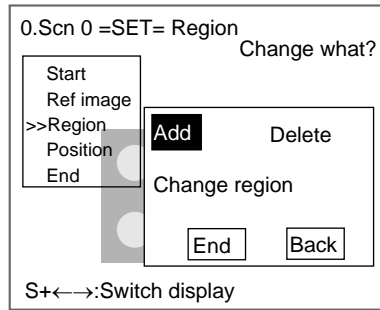 0.Scn 0 =SET= Region
Change what?
Start
Ref image
>>Region
Position
End
Add Delete
Change region
End Back
S+←→:Switch display